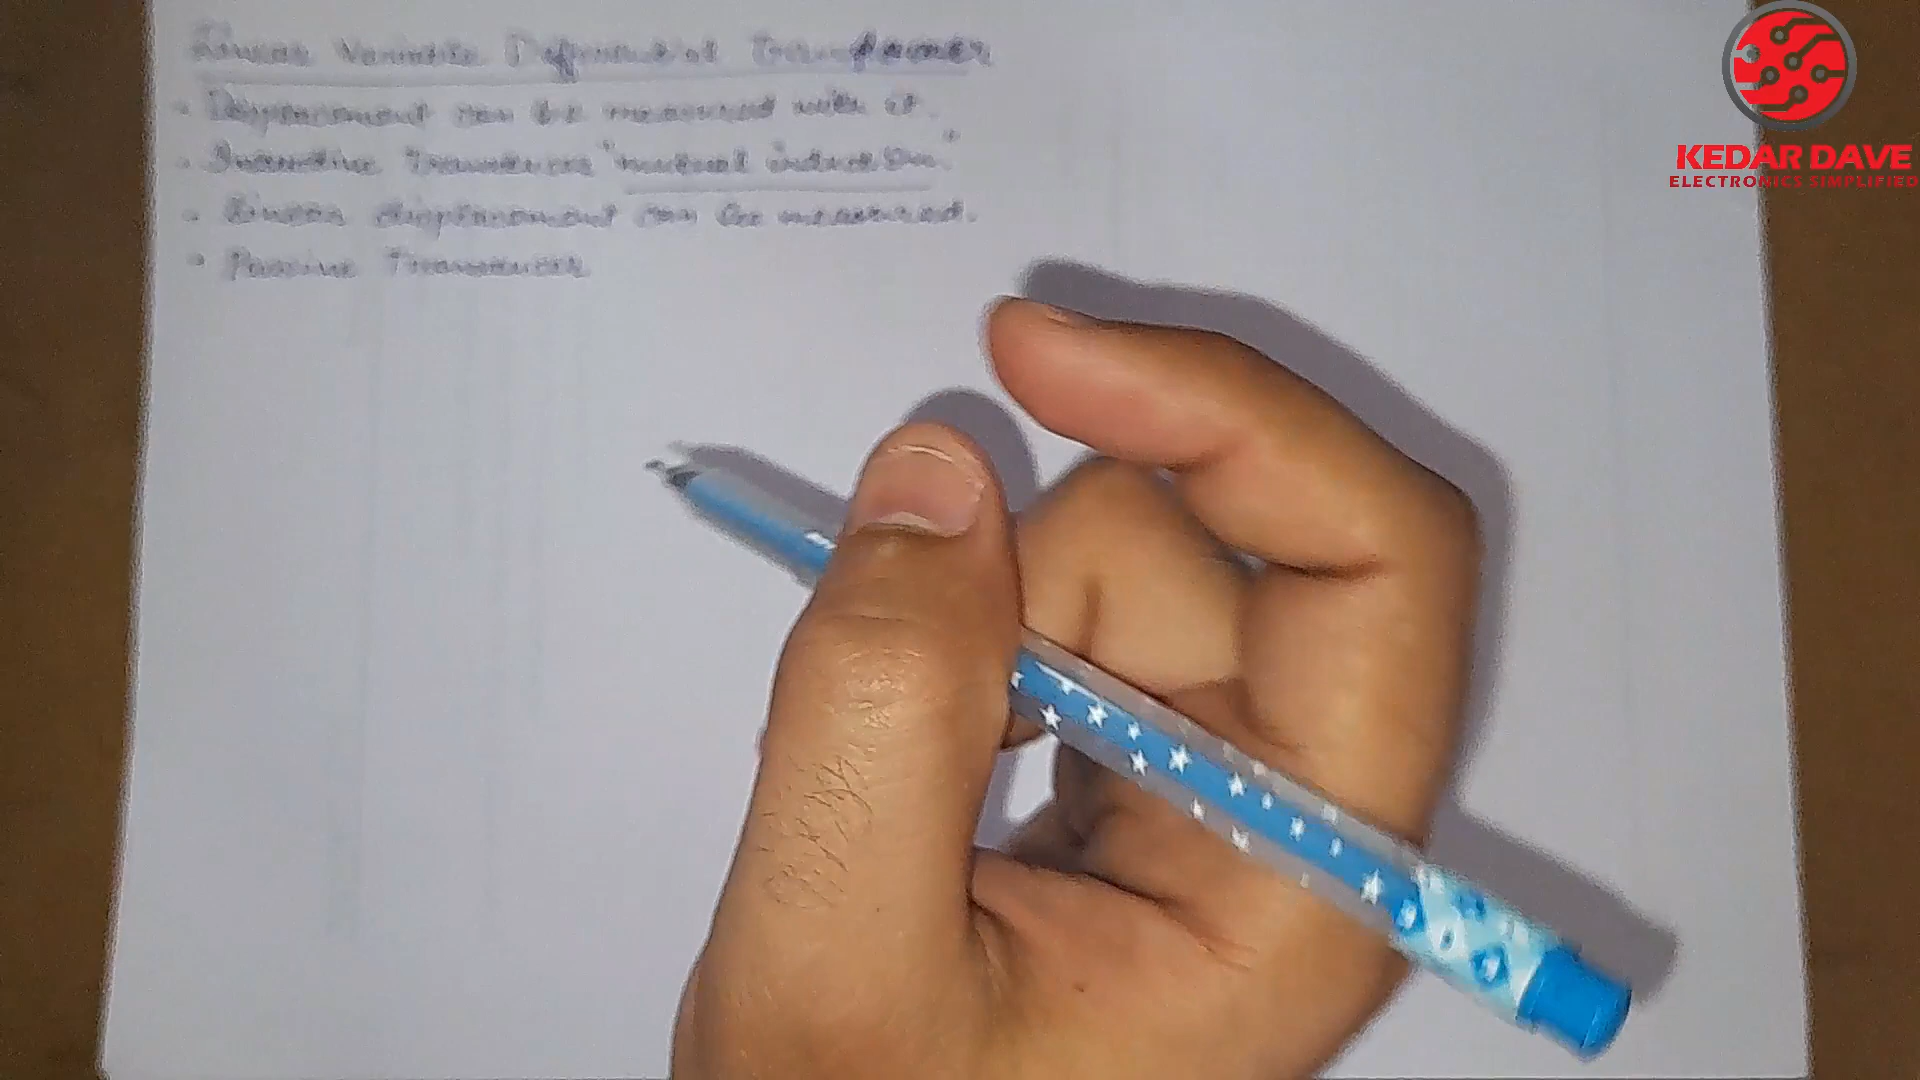 Linear Variable Differential Transformer
• Displacement can be measured with it.
• Inductive Transducer "mutual induction."
• Linear displacement can be measured.
• Passive Transducer
KEDAR DAVE
ELECTRONICS SIMPLIFIED